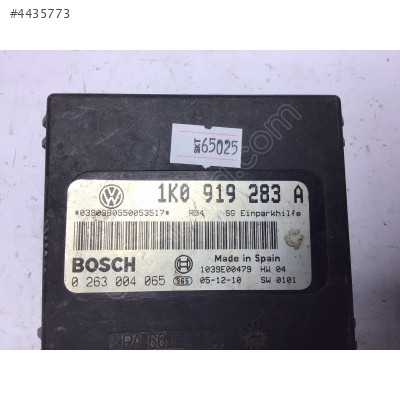 #4435773
SKT 65025
1K0 919 283 A
R34 SG Einparkhilfe
BOSCH
Made in Spain
0 263 004 065
1039E00479 HW 04
05-12-10 SW 0101